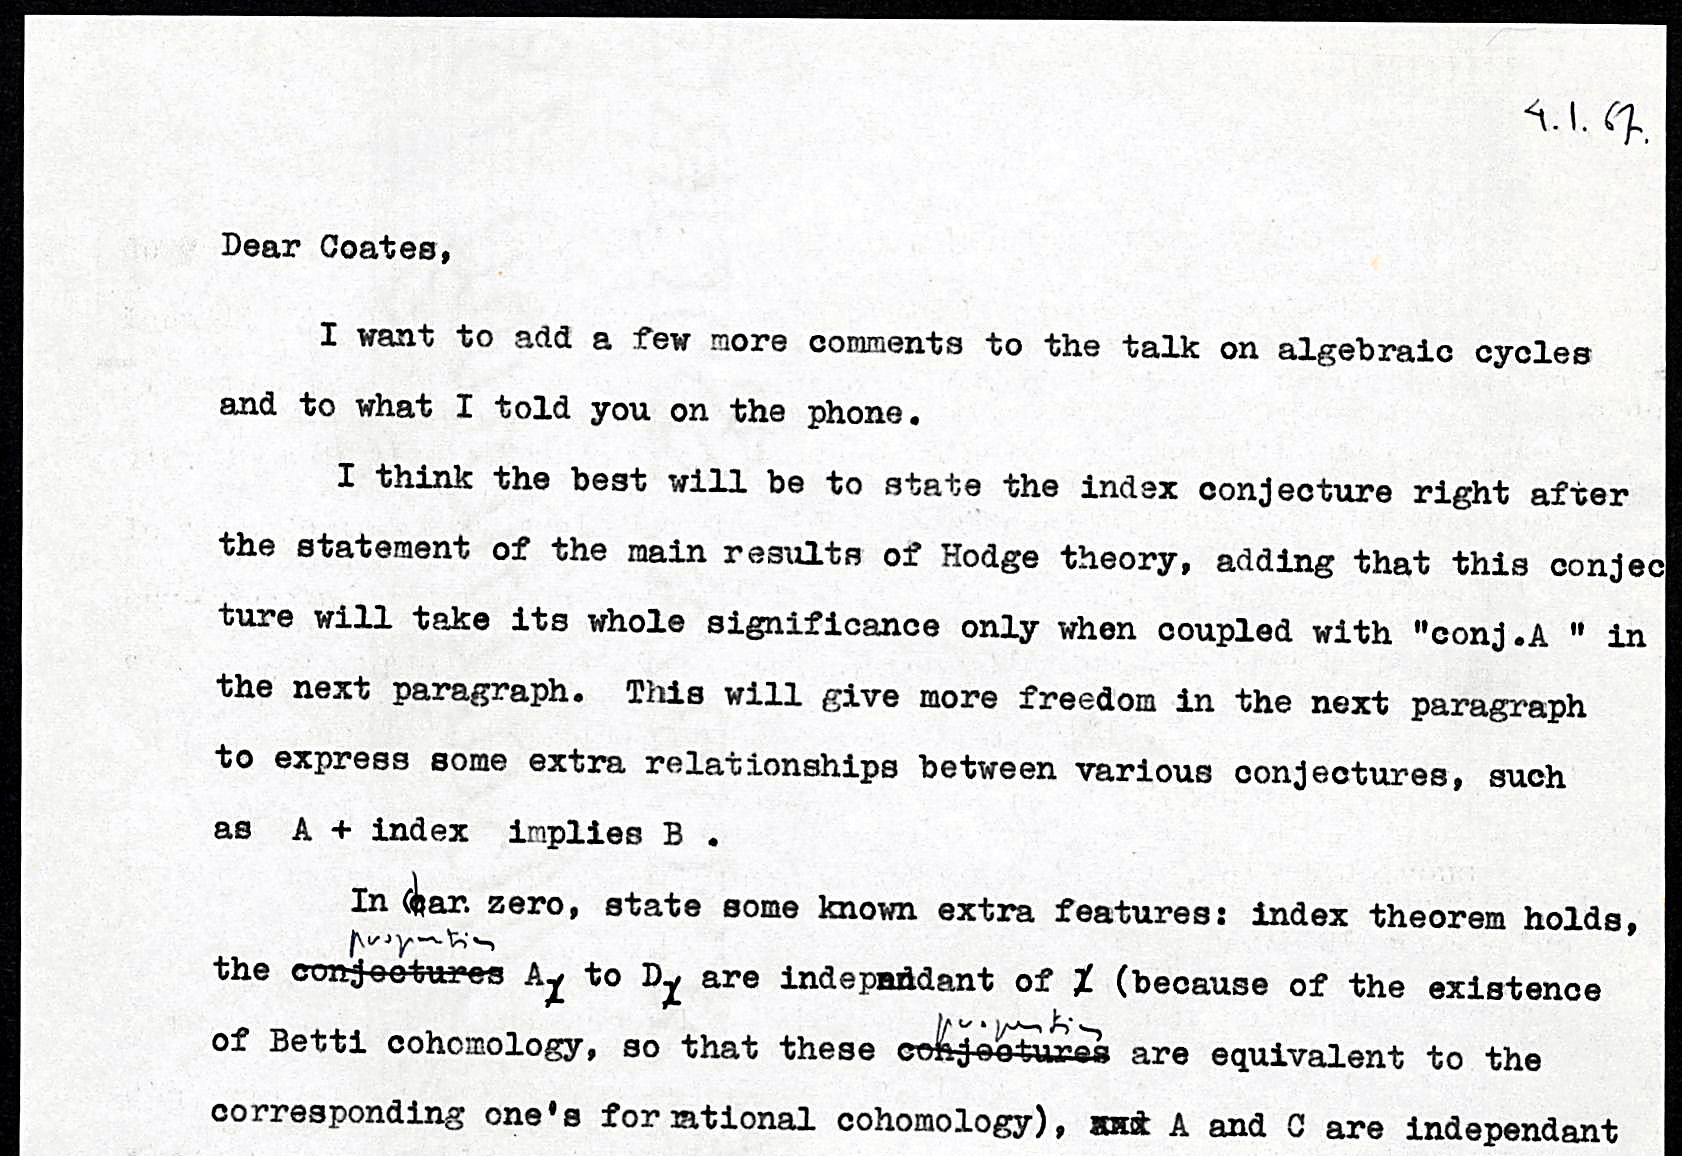 4.1.67.
Dear Coates,
I want to add a few more comments to the talk on algebraic cycles
and to what I told you on the phone.
I think the best will be to state the index conjecture right after
the statement of the main results of Hodge theory, adding that this conjec
ture will take its whole significance only when coupled with "conj.A " in
the next paragraph. This will give more freedom in the next paragraph
to express some extra relationships between various conjectures, such
as A + index implies B .
In char. zero, state some known extra features: index theorem holds,
properties
the conjectures Aℓ to Dℓ are independant of ℓ (because of the existence
properties
of Betti cohomology, so that these conjectures are equivalent to the
corresponding one's for rational cohomology), and A and C are independant